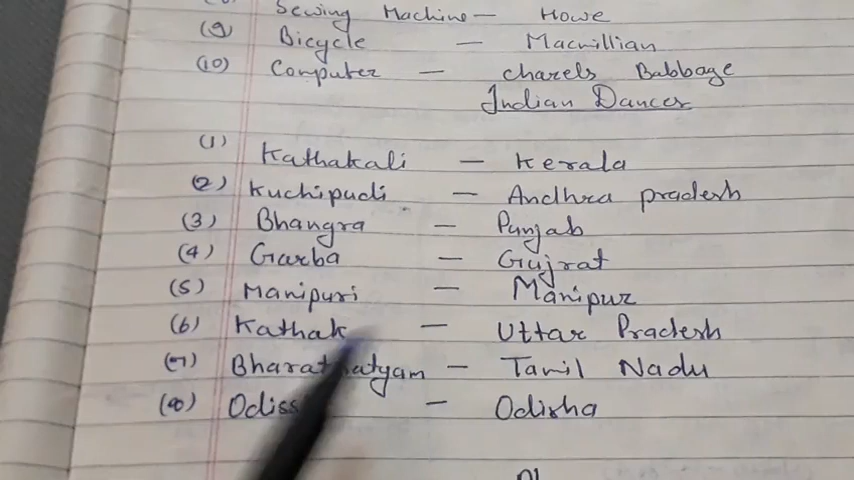 Sewing Machine — Howe
(9) Bicycle — Macmillian
(10) Computer — Charels Babbage
Indian Dances
(1) Kathakali — Kerala
(2) Kuchipudi — Andhra pradesh
(3) Bhangra — Punjab
(4) Garba — Gujrat
(5) Manipuri — Manipur
(6) Kathak — Uttar Pradesh
(7) — Tamil Nadu
(8) — Odisha